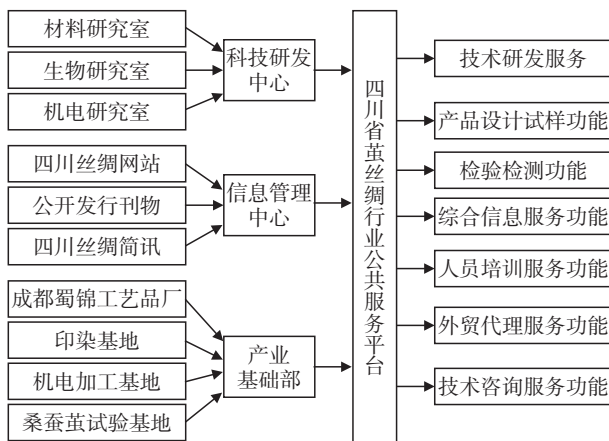 材料研究室
生物研究室
机电研究室
科技研发
中心
四川丝绸网站
公开发行刊物
四川丝绸简讯
信息管理
中心
成都蜀锦工艺品厂
印染基地
机电加工基地
桑蚕茧试验基地
产业
基础部
四川省茧丝绸行业公共服务平台
技术研发服务
产品设计试样功能
检验检测功能
综合信息服务功能
人员培训服务功能
外贸代理服务功能
技术咨询服务功能